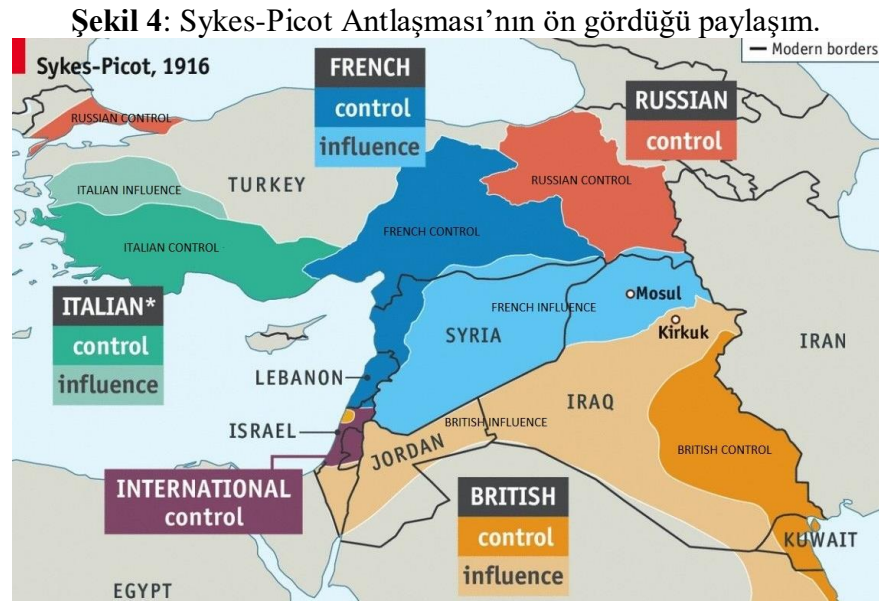 Şekil 4: Sykes-Picot Antlaşması’nın ön gördüğü paylaşım.
Sykes-Picot, 1916
Modern borders
FRENCH
control
influence
RUSSIAN
control
RUSSIAN CONTROL
ITALIAN INFLUENCE
TURKEY
RUSSIAN CONTROL
ITALIAN CONTROL
FRENCH CONTROL
ITALIAN*
control
influence
FRENCH INFLUENCE
Mosul
SYRIA
Kirkuk
IRAN
LEBANON
IRAQ
ISRAEL
BRITISH INFLUENCE
JORDAN
BRITISH CONTROL
INTERNATIONAL
control
BRITISH
control
influence
KUWAIT
EGYPT